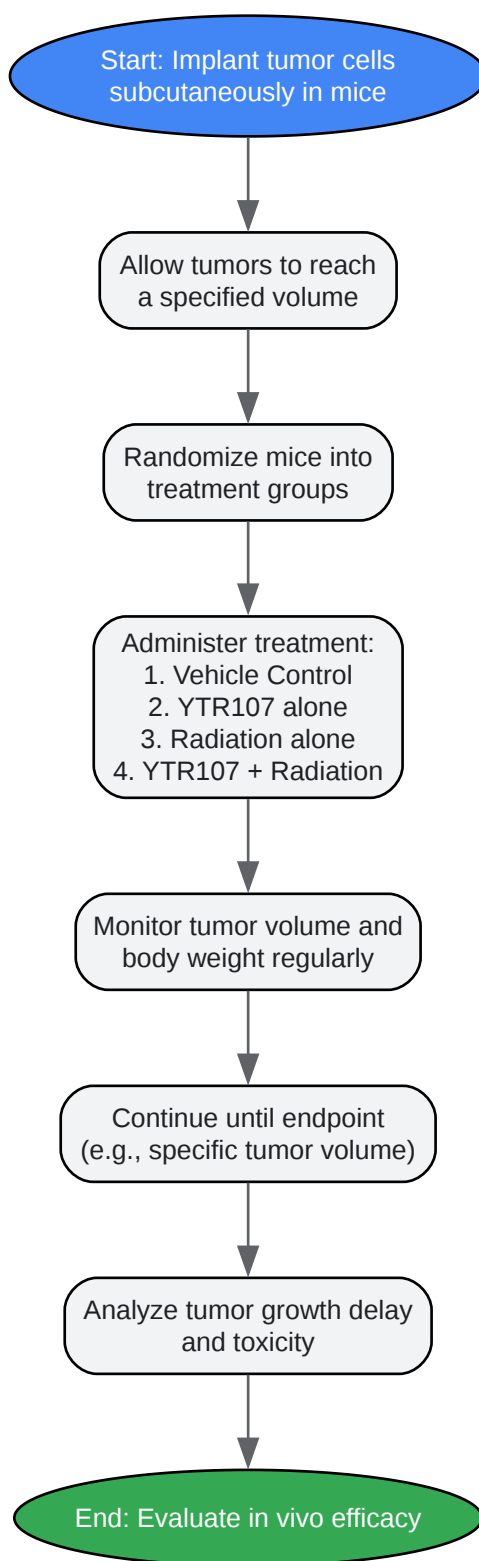 Start: Implant tumor cells
subcutaneously in mice
Allow tumors to reach
a specified volume
Randomize mice into
treatment groups
Administer treatment:
1. Vehicle Control
2. YTR107 alone
3. Radiation alone
4. YTR107 + Radiation
Monitor tumor volume and
body weight regularly
Continue until endpoint
(e.g., specific tumor volume)
Analyze tumor growth delay
and toxicity
End: Evaluate in vivo efficacy